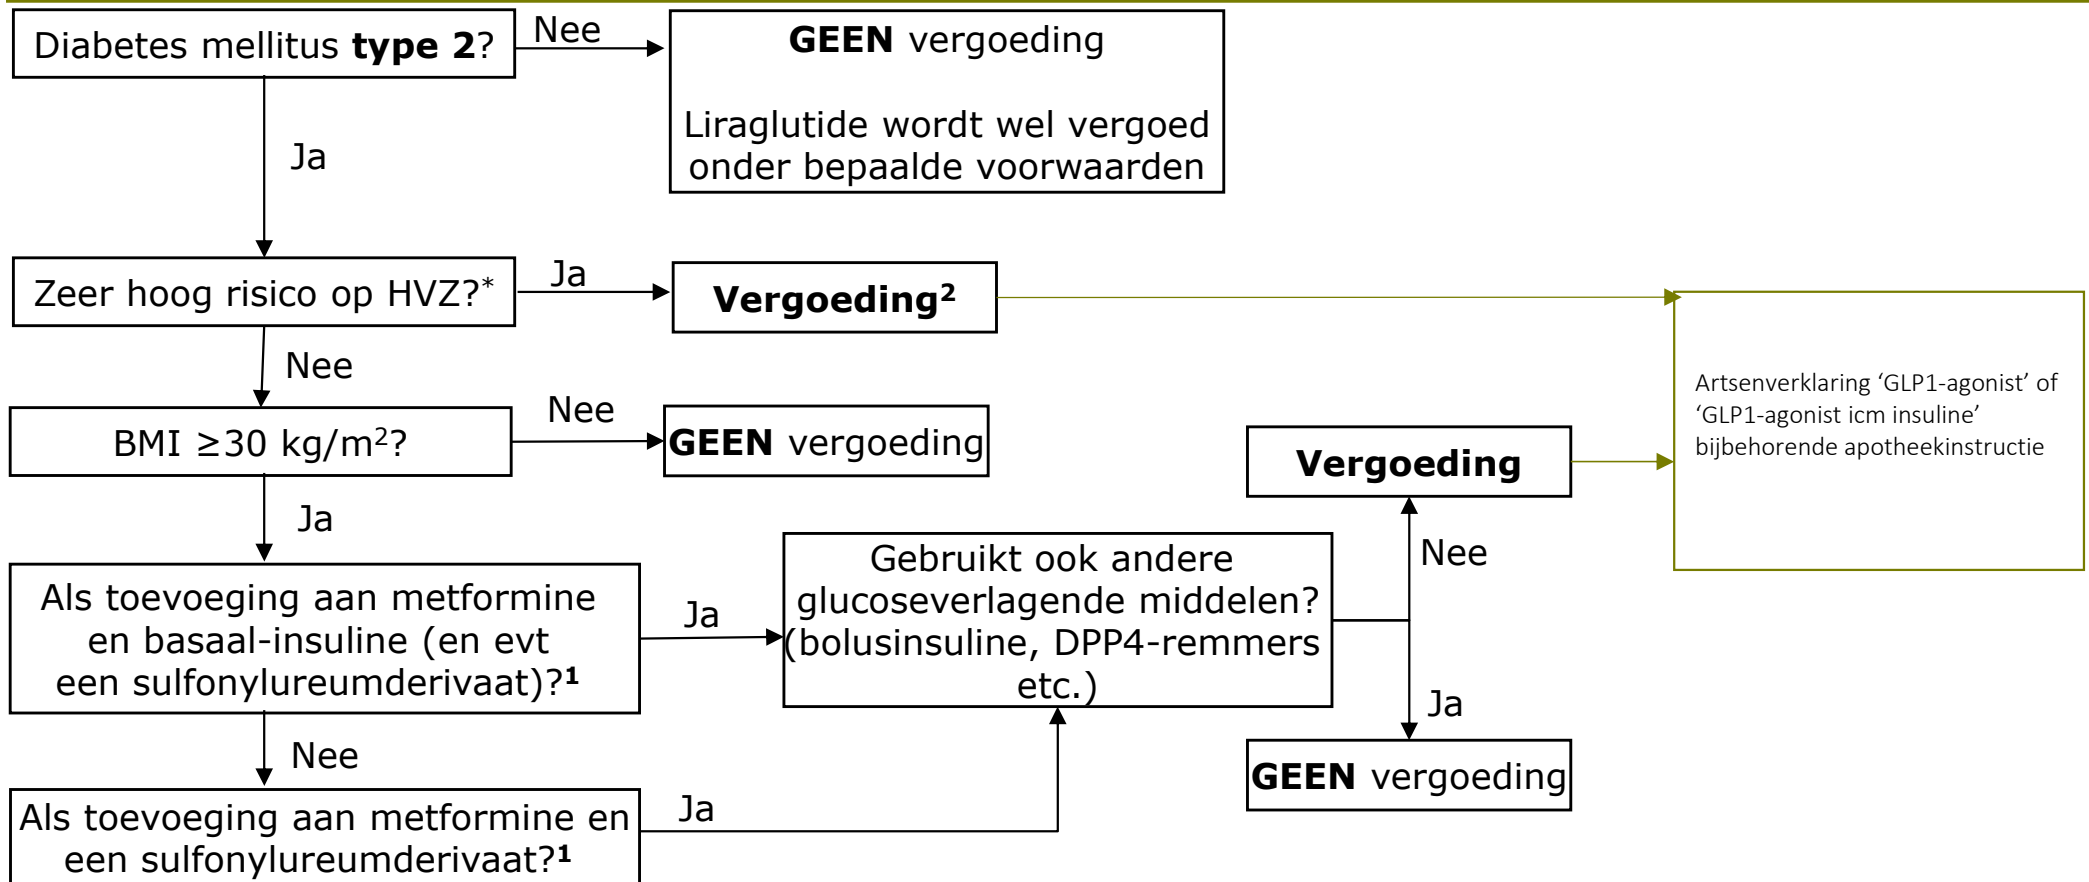 Diabetes mellitus type 2?
Nee
GEEN vergoeding
Liraglutide wordt wel vergoed
onder bepaalde voorwaarden
Ja
Zeer hoog risico op HVZ?*
Ja
Vergoeding²
Artsenverklaring ‘GLP1-agonist’ of
‘GLP1-agonist icm insuline’
bijbehorende apotheekinstructie
Nee
BMI ≥30 kg/m²?
Nee
GEEN vergoeding
Ja
Als toevoeging aan metformine
en basaal-insuline (en evt
een sulfonylureumderivaat)?¹
Ja
Gebruikt ook andere
glucoseverlagende middelen?
(bolusinsuline, DPP4-remmers
etc.)
Nee
Vergoeding
Ja
GEEN vergoeding
Nee
Als toevoeging aan metformine en
een sulfonylureumderivaat?¹
Ja